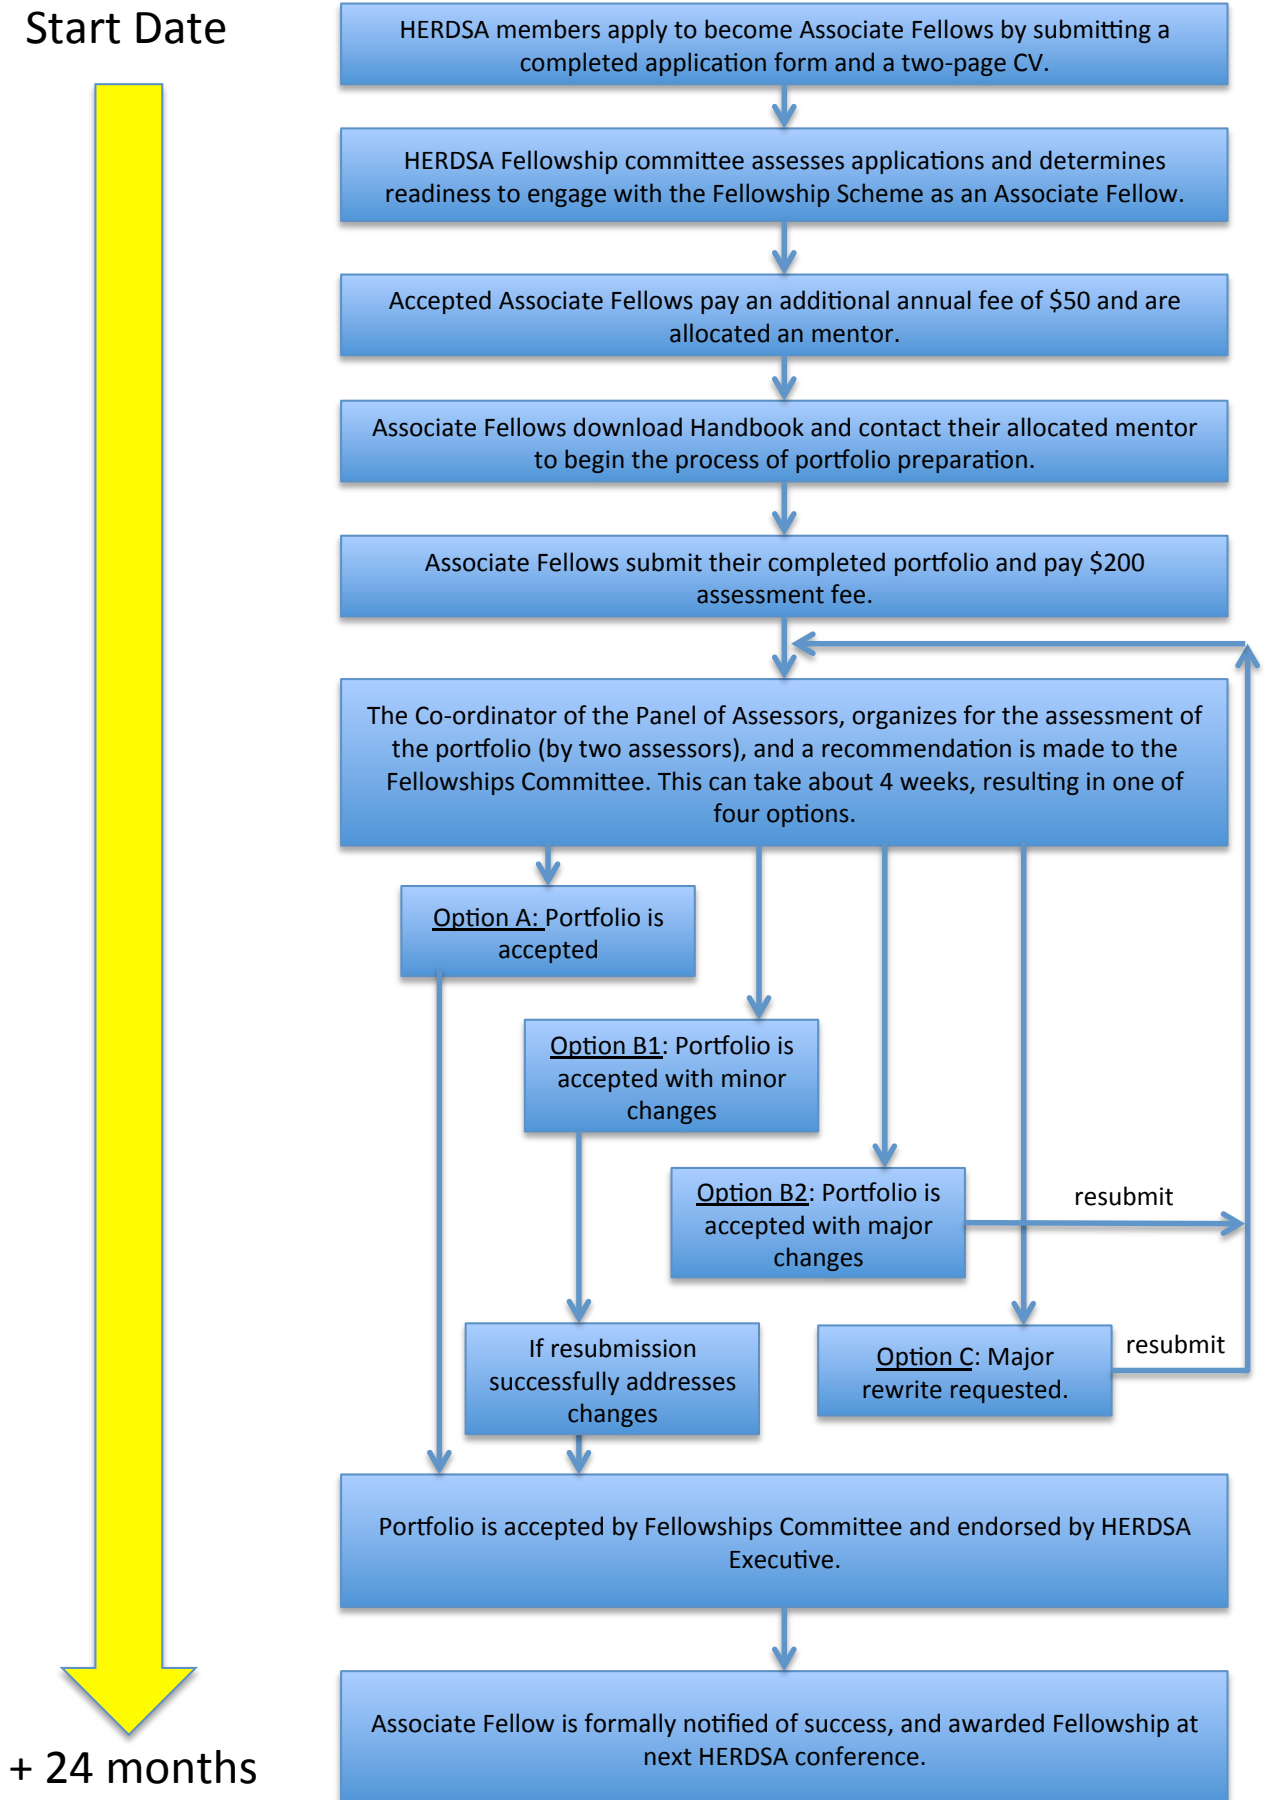 Start Date
HERDSA members apply to become Associate Fellows by submitting a
completed application form and a two-page CV.
HERDSA Fellowship committee assesses applications and determines
readiness to engage with the Fellowship Scheme as an Associate Fellow.
Accepted Associate Fellows pay an additional annual fee of $50 and are
allocated an mentor.
Associate Fellows download Handbook and contact their allocated mentor
to begin the process of portfolio preparation.
Associate Fellows submit their completed portfolio and pay $200
assessment fee.
The Co-ordinator of the Panel of Assessors, organizes for the assessment of
the portfolio (by two assessors), and a recommendation is made to the
Fellowships Committee. This can take about 4 weeks, resulting in one of
four options.
Option A: Portfolio is
accepted
Option B1: Portfolio is
accepted with minor
changes
Option B2: Portfolio is
accepted with major
changes
resubmit
If resubmission
successfully addresses
changes
Option C: Major
rewrite requested.
resubmit
Portfolio is accepted by Fellowships Committee and endorsed by HERDSA
Executive.
Associate Fellow is formally notified of success, and awarded Fellowship at
next HERDSA conference.
+ 24 months